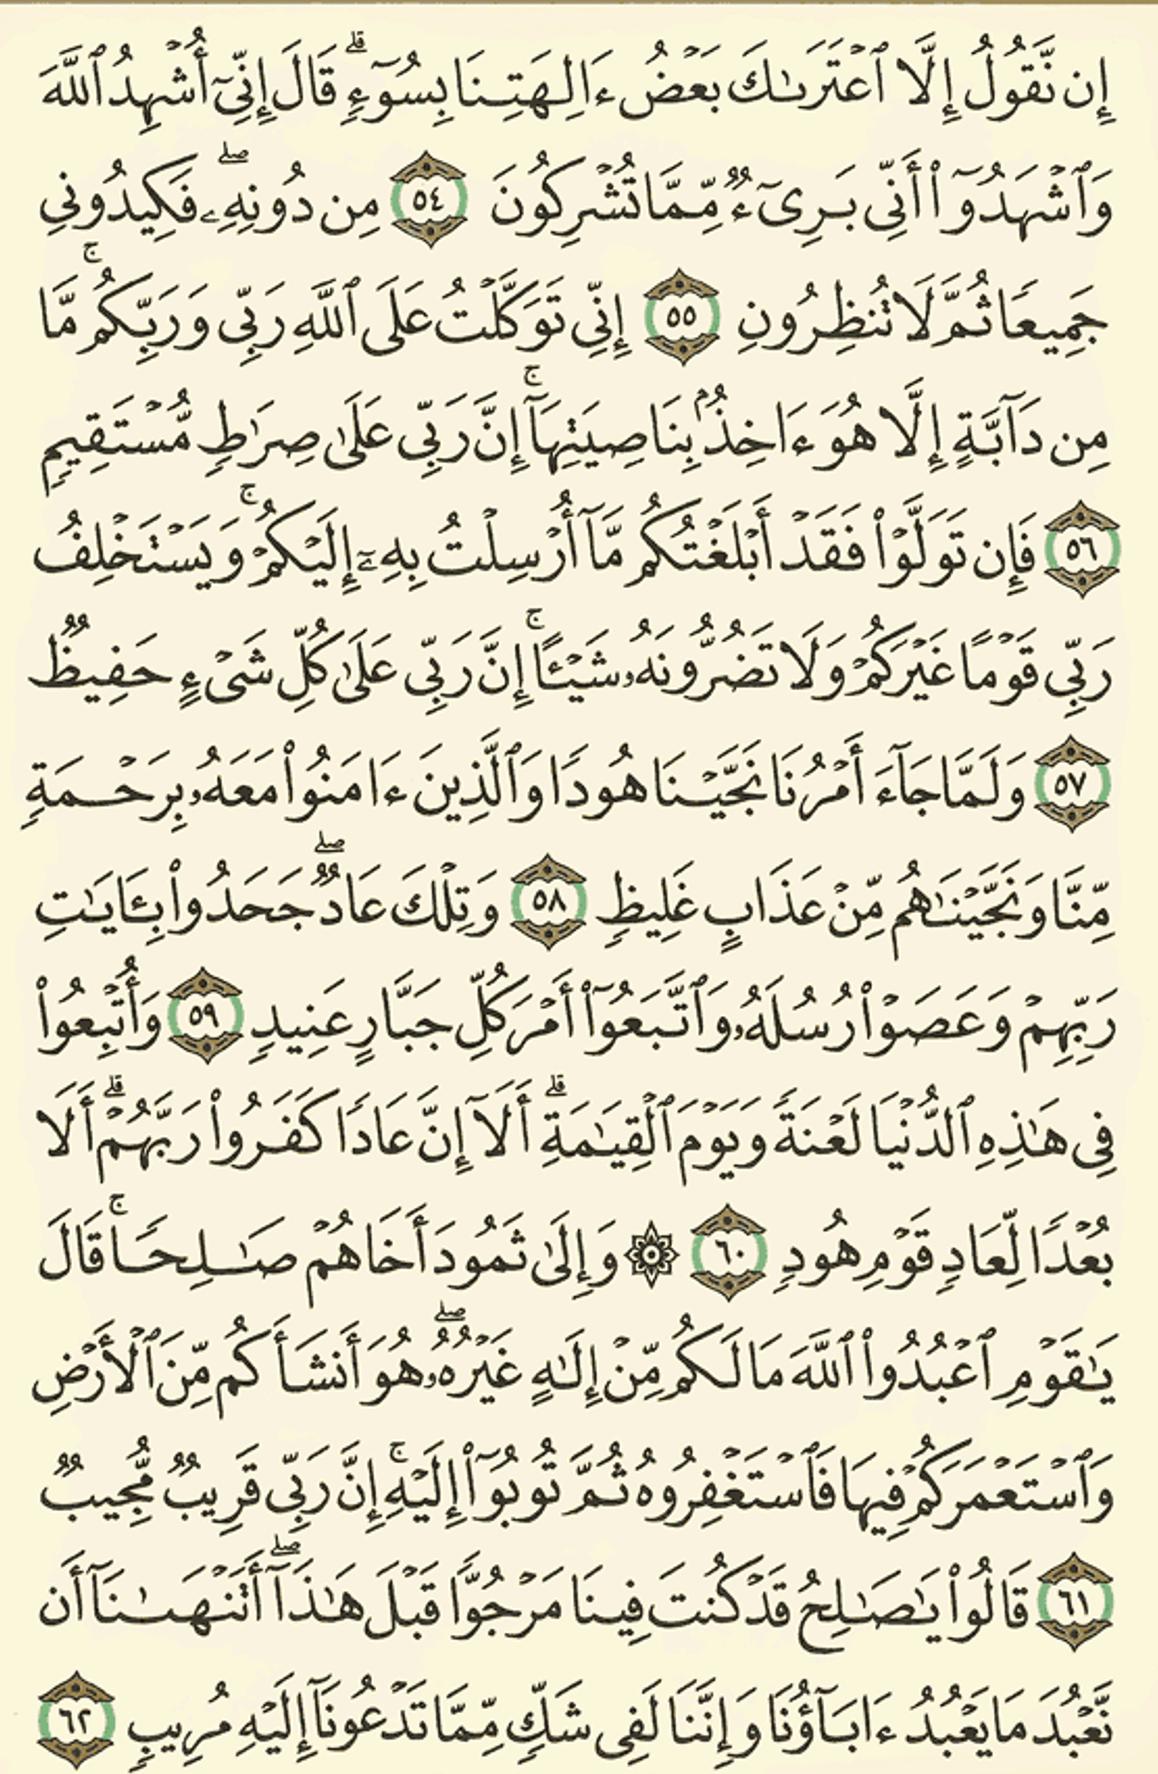 إِن نَّقُولُ إِلَّا ٱعْتَرَىٰكَ بَعْضُ ءَالِهَتِنَا بِسُوٓءٍۗ قَالَ إِنِّىٓ أُشْهِدُ ٱللَّهَ
وَٱشْهَدُوٓا۟ أَنِّى بَرِىٓءٌ مِّمَّا تُشْرِكُونَ ٥٤ مِن دُونِهِۦۖ فَكِيدُونِى
جَمِيعًا ثُمَّ لَا تُنظِرُونِ ٥٥ إِنِّى تَوَكَّلْتُ عَلَى ٱللَّهِ رَبِّى وَرَبِّكُمۚ مَّا
مِن دَآبَّةٍ إِلَّا هُوَ ءَاخِذٌۢ بِنَاصِيَتِهَآۚ إِنَّ رَبِّى عَلَىٰ صِرَٰطٍ مُّسْتَقِيمٍ
٥٦ فَإِن تَوَلَّوْا۟ فَقَدْ أَبْلَغْتُكُم مَّآ أُرْسِلْتُ بِهِۦٓ إِلَيْكُمْۚ وَيَسْتَخْلِفُ
رَبِّى قَوْمًا غَيْرَكُمْ وَلَا تَضُرُّونَهُۥ شَيْـًٔاۚ إِنَّ رَبِّى عَلَىٰ كُلِّ شَىْءٍ حَفِيظٌ
٥٧ وَلَمَّا جَآءَ أَمْرُنَا نَجَّيْنَا هُودًا وَٱلَّذِينَ ءَامَنُوا۟ مَعَهُۥ بِرَحْمَةٍ
مِّنَّا وَنَجَّيْنَٰهُم مِّنْ عَذَابٍ غَلِيظٍ ٥٨ وَتِلْكَ عَادٌۖ جَحَدُوا۟ بِـَٔايَٰتِ
رَبِّهِمْ وَعَصَوْا۟ رُسُلَهُۥ وَٱتَّبَعُوٓا۟ أَمْرَ كُلِّ جَبَّارٍ عَنِيدٍ ٥٩ وَأُتْبِعُوا۟
فِى هَٰذِهِ ٱلدُّنْيَا لَعْنَةً وَيَوْمَ ٱلْقِيَٰمَةِۗ أَلَآ إِنَّ عَادًا كَفَرُوا۟ رَبَّهُمْۗ أَلَا
بُعْدًا لِّعَادٍ قَوْمِ هُودٍ ٦٠ ۞ وَإِلَىٰ ثَمُودَ أَخَاهُمْ صَٰلِحًاۚ قَالَ
يَٰقَوْمِ ٱعْبُدُوا۟ ٱللَّهَ مَا لَكُم مِّنْ إِلَٰهٍ غَيْرُهُۥۖ هُوَ أَنشَأَكُم مِّنَ ٱلْأَرْضِ
وَٱسْتَعْمَرَكُمْ فِيهَا فَٱسْتَغْفِرُوهُ ثُمَّ تُوبُوٓا۟ إِلَيْهِۚ إِنَّ رَبِّى قَرِيبٌ مُّجِيبٌ
٦١ قَالُوا۟ يَٰصَٰلِحُ قَدْ كُنتَ فِينَا مَرْجُوًّا قَبْلَ هَٰذَآۖ أَتَنْهَىٰنَآ أَن
نَّعْبُدَ مَا يَعْبُدُ ءَابَآؤُنَا وَإِنَّنَا لَفِى شَكٍّ مِّمَّا تَدْعُونَآ إِلَيْهِ مُرِيبٍ ٦٢